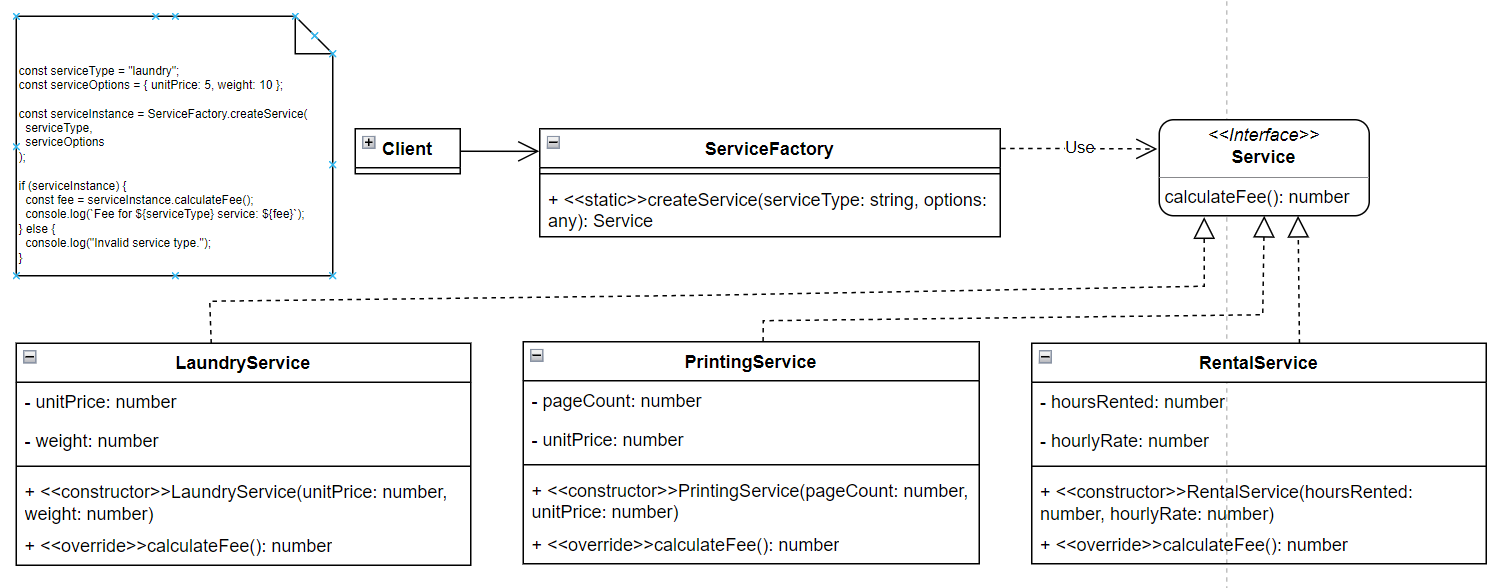 const serviceType = "laundry";
const serviceOptions = { unitPrice: 5, weight: 10 };
const serviceInstance = ServiceFactory.createService(
serviceType,
serviceOptions
);
if (serviceInstance) {
const fee = serviceInstance.calculateFee();
console.log(`Fee for ${serviceType} service: ${fee}`);
} else {
console.log("Invalid service type.");
}
Client
ServiceFactory
+ <<static>>createService(serviceType: string, options:
any): Service
Use
<<Interface>>
Service
calculateFee(): number
LaundryService
- unitPrice: number
- weight: number
+ <<constructor>>LaundryService(unitPrice: number,
weight: number)
+ <<override>>calculateFee(): number
PrintingService
- pageCount: number
- unitPrice: number
+ <<constructor>>PrintingService(pageCount: number,
unitPrice: number)
+ <<override>>calculateFee(): number
RentalService
- hoursRented: number
- hourlyRate: number
+ <<constructor>>RentalService(hoursRented:
number, hourlyRate: number)
+ <<override>>calculateFee(): number